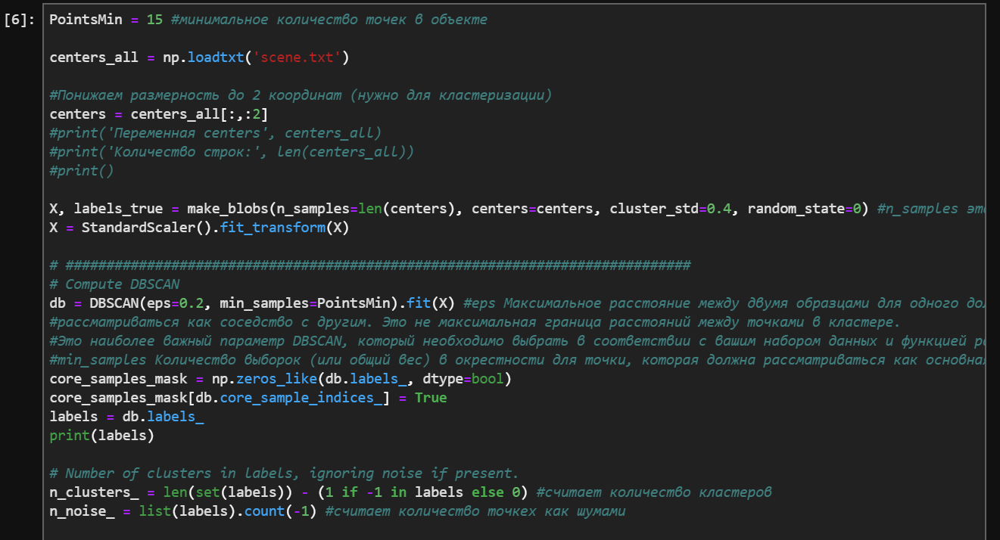 [6]:
PointsMin = 15 #минимальное количество точек в объекте
centers_all = np.loadtxt('scene.txt')
#Понижаем размерность до 2 координат (нужно для кластеризации)
centers = centers_all[:,:2]
#print('Переменная centers', centers_all)
#print('Количество строк:', len(centers_all))
#print()
X, labels_true = make_blobs(n_samples=len(centers), centers=centers, cluster_std=0.4, random_state=0) #n_samples
X = StandardScaler().fit_transform(X)
# #############################################################################
# Compute DBSCAN
db = DBSCAN(eps=0.2, min_samples=PointsMin).fit(X) #eps Максимальное расстояние между двумя образцами для одного
#рассматриваться как соседство с другим. Это не максимальная граница расстояний между точками в кластере.
#Это наиболее важный параметр DBSCAN, который необходимо выбрать в соответствии с вашим набором данных и функцией
#min_samples Количество выборок (или общий вес) в окрестности для точки, которая должна рассматриваться как
core_samples_mask = np.zeros_like(db.labels_, dtype=bool)
core_samples_mask[db.core_sample_indices_] = True
labels = db.labels_
print(labels)
# Number of clusters in labels, ignoring noise if present.
n_clusters_ = len(set(labels)) - (1 if -1 in labels else 0) #считает количество кластеров
n_noise_ = list(labels).count(-1) #считает количество точкех как шумами